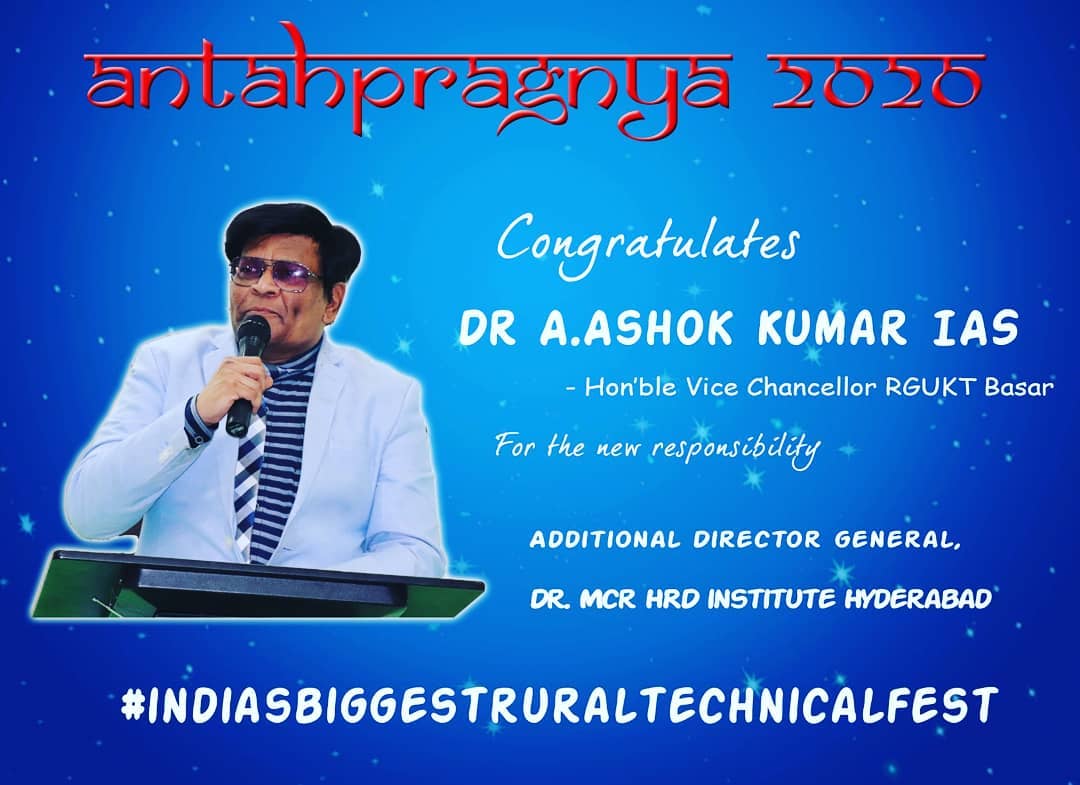 antahpragnya 2020
Congratulates
DR A.ASHOK KUMAR IAS
- Hon'ble Vice Chancellor RGUKT Basar
For the new responsibility
ADDITIONAL DIRECTOR GENERAL,
DR. MCR HRD INSTITUTE HYDERABAD
#INDIASBIGGESTRURALTECHNICALFEST